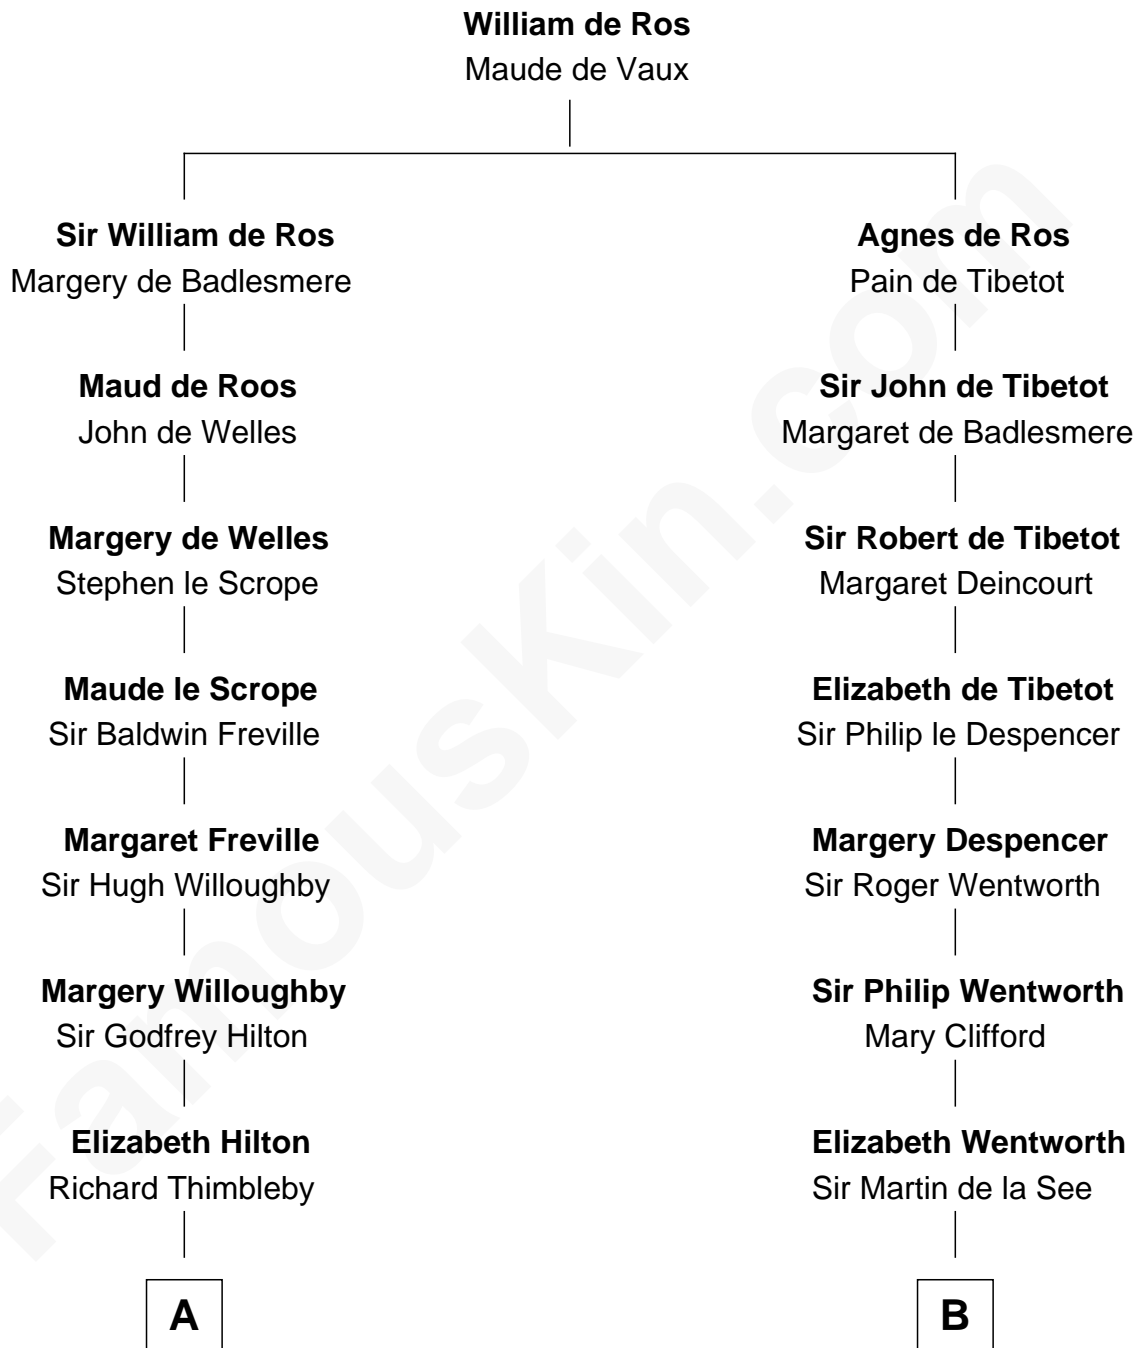 William de Ros
Maude de Vaux
Sir William de Ros
Margery de Badlesmere
Agnes de Ros
Pain de Tibetot
Maud de Roos
John de Welles
Sir John de Tibetot
Margaret de Badlesmere
Margery de Welles
Stephen le Scrope
Sir Robert de Tibetot
Margaret Deincourt
Maude le Scrope
Sir Baldwin Freville
Elizabeth de Tibetot
Sir Philip le Despencer
Margaret Freville
Sir Hugh Willoughby
Margery Despencer
Sir Roger Wentworth
Margery Willoughby
Sir Godfrey Hilton
Sir Philip Wentworth
Mary Clifford
Elizabeth Hilton
Richard Thimbleby
Elizabeth Wentworth
Sir Martin de la See
A
B
FamousKin.com